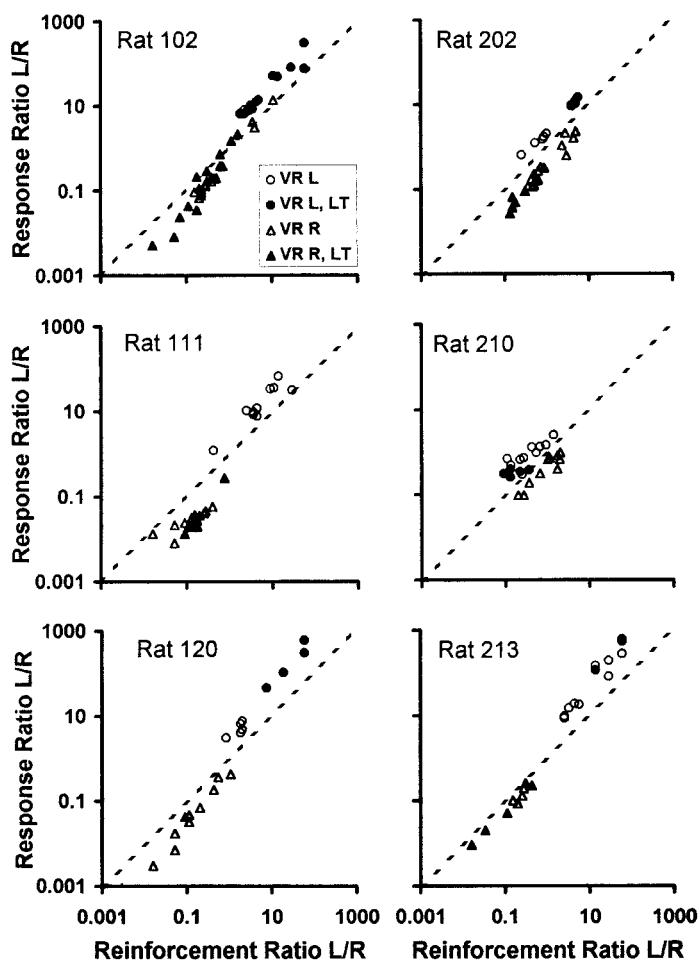 Rat 102
Rat 202
1000
10
0.1
0.001
Response Ratio L/R
VR L
VR L, LT
VR R
VR R, LT
Rat 111
Rat 210
1000
10
0.1
0.001
Response Ratio L/R
Rat 120
Rat 213
1000
10
0.1
0.001
Response Ratio L/R
0.001 0.1 10 1000
0.001 0.1 10 1000
Reinforcement Ratio L/R
Reinforcement Ratio L/R